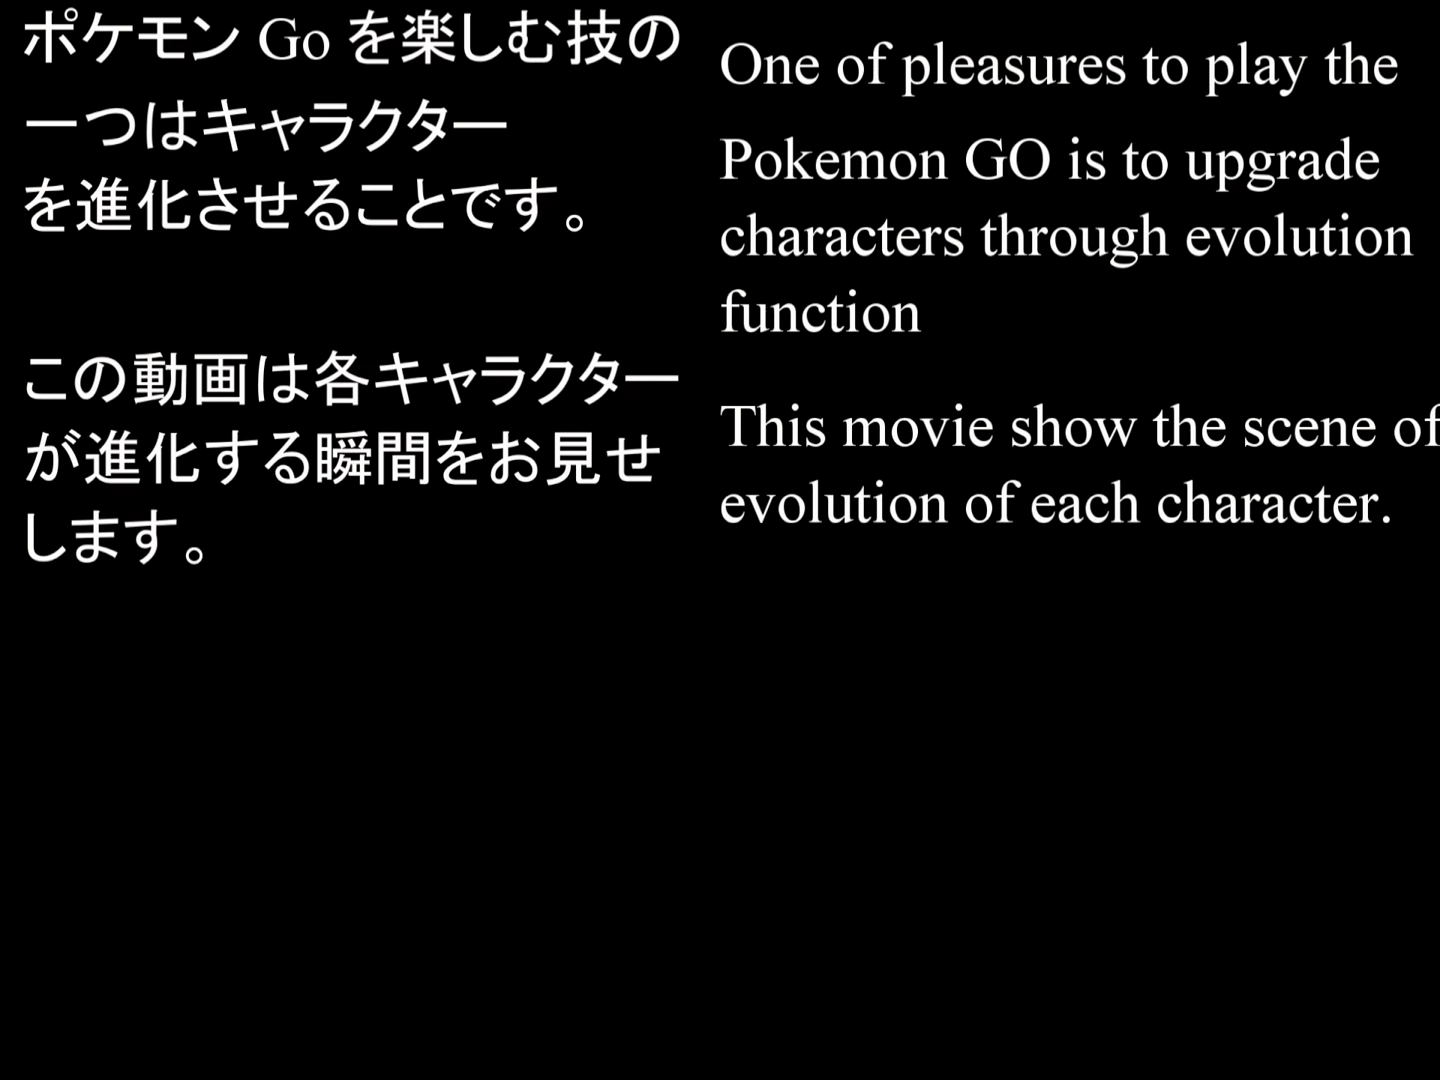 ポケモン Go を楽しむ技の
一つはキャラクター
を進化させることです。
この動画は各キャラクター
が進化する瞬間をお見せ
します。
One of pleasures to play the
Pokemon GO is to upgrade
characters through evolution
function
This movie show the scene of
evolution of each character.